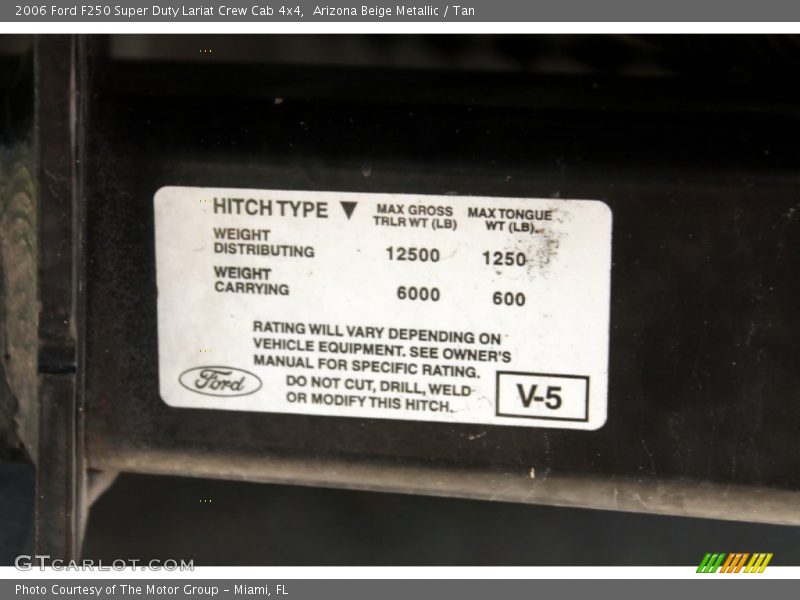 2006 Ford F250 Super Duty Lariat Crew Cab 4x4,  Arizona Beige Metallic / Tan
HITCH TYPE ▼ MAX GROSS TRLR WT (LB) MAX TONGUE WT (LB).
WEIGHT DISTRIBUTING 12500 1250
WEIGHT CARRYING 6000 600
RATING WILL VARY DEPENDING ON
VEHICLE EQUIPMENT. SEE OWNER'S
MANUAL FOR SPECIFIC RATING.
Ford
DO NOT CUT, DRILL, WELD
OR MODIFY THIS HITCH.
V-5
GTCARLOT.COM
Photo Courtesy of The Motor Group - Miami, FL